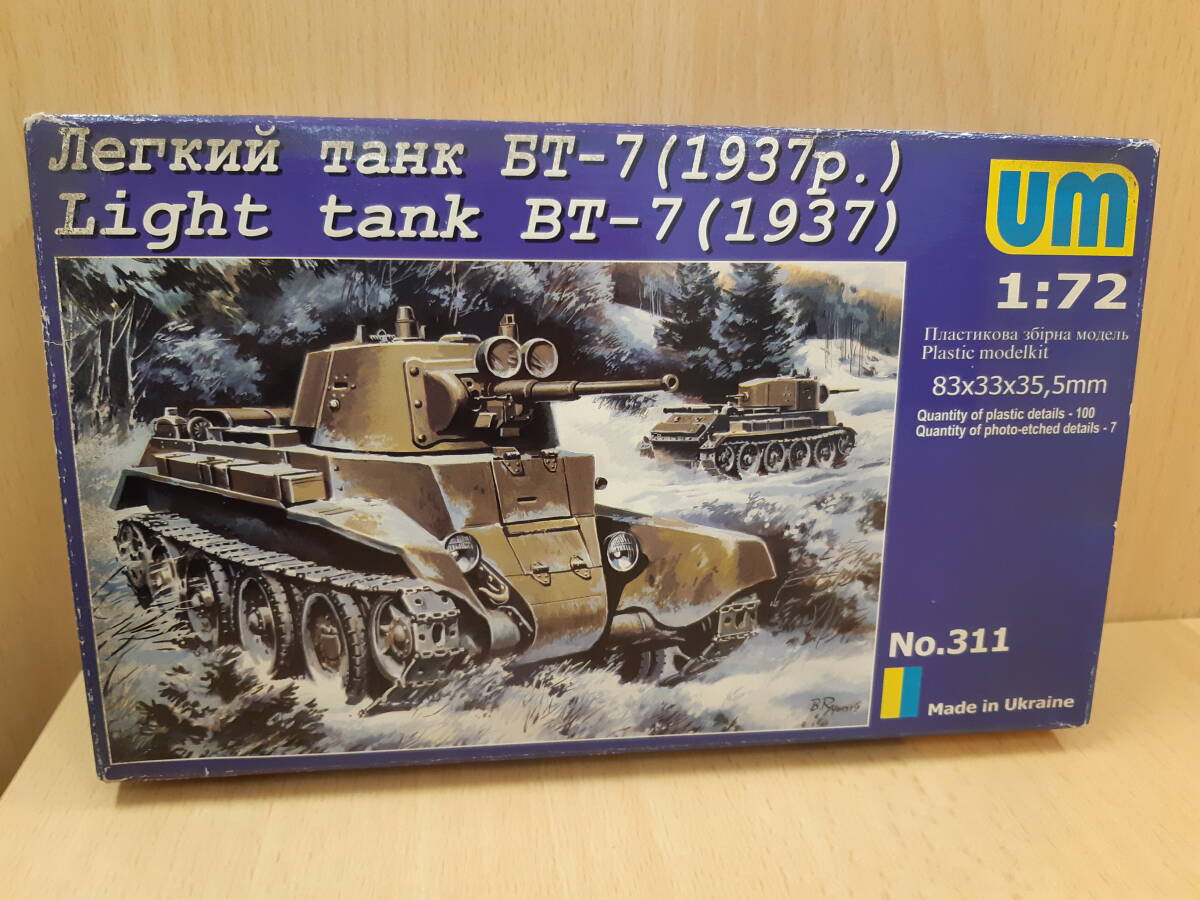 Легкий танк БТ-7(1937р.)
Light tank BT-7(1937)
UM
1:72
Пластикова збірна модель
Plastic modelkit
83x33x35,5mm
Quantity of plastic details - 100
Quantity of photo-etched details - 7
No.311
Made in Ukraine